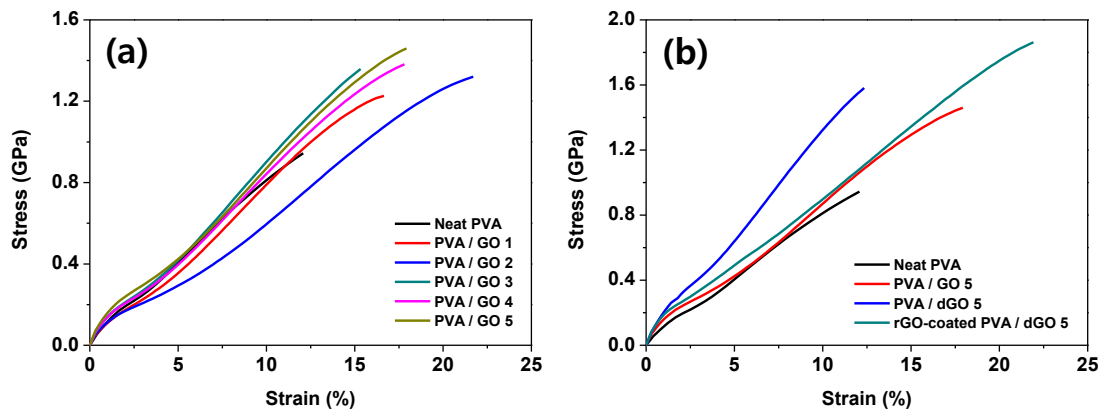 (a)
1.6
1.2
0.8
0.4
0.0
Stress (GPa)
0 5 10 15 20 25
Strain (%)
Neat PVA
PVA / GO 1
PVA / GO 2
PVA / GO 3
PVA / GO 4
PVA / GO 5
(b)
2.0
1.6
1.2
0.8
0.4
0.0
Stress (GPa)
0 5 10 15 20 25
Strain (%)
Neat PVA
PVA / GO 5
PVA / dGO 5
rGO-coated PVA / dGO 5